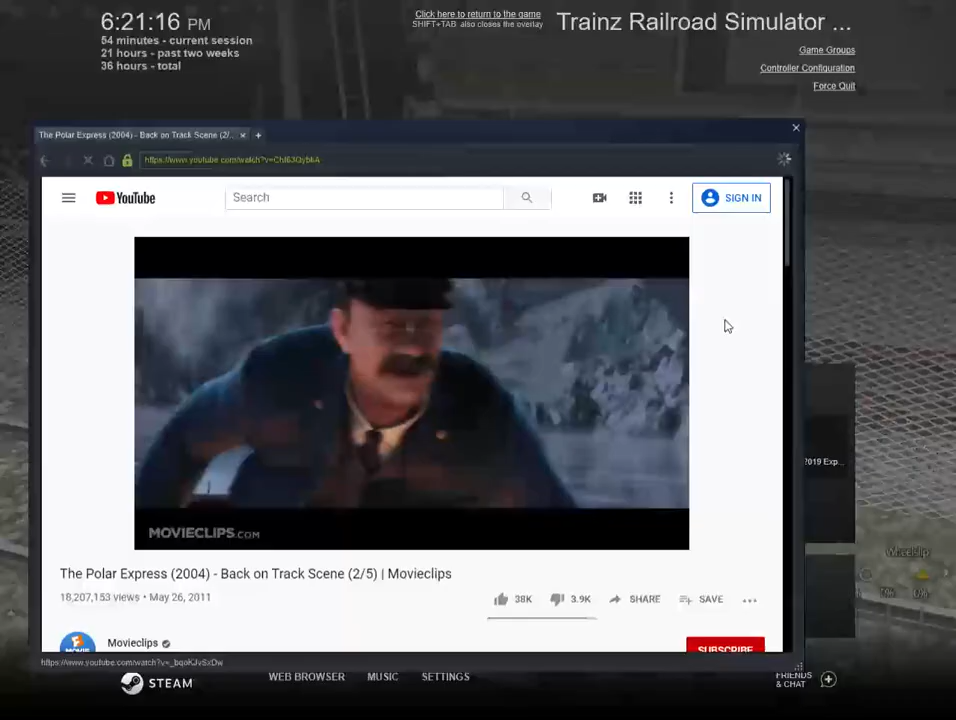 6:21:16 PM
54 minutes - current session
21 hours - past two weeks
36 hours - total
Click here to return to the game
SHIFT+TAB also closes the overlay
Trainz Railroad Simulator ...
Game Groups
Controller Configuration
Force Quit
The Polar Express (2004) - Back on Track Scene (2/...
YouTube
Search
SIGN IN
MOVIECLIPS.COM
The Polar Express (2004) - Back on Track Scene (2/5) | Movieclips
18,207,153 views • May 26, 2011
38K
3.9K
SHARE
SAVE
Movieclips
SUBSCRIBE
2019 Exp...
Wheelslip
STEAM
WEB BROWSER
MUSIC
SETTINGS
FRIENDS
& CHAT